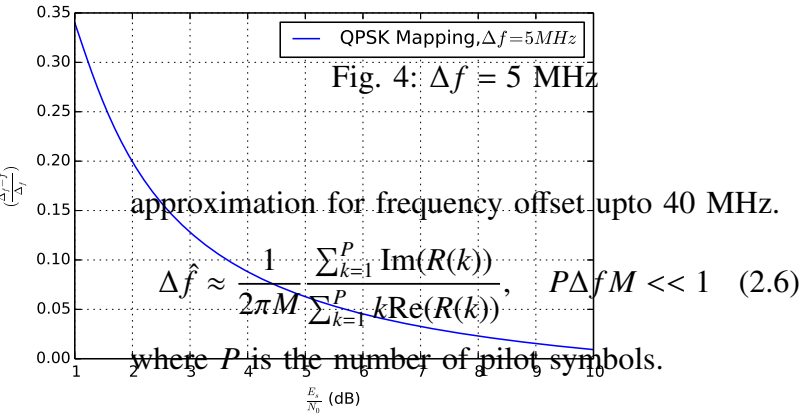 0.35
QPSK Mapping,Δf=5MHz
0.30
Fig. 4: Δf = 5 MHz
0.25
0.20
0.15
approximation for frequency offset upto 40 MHz.
0.10
Δf̂ ≈ 1/(2πM) ∑_{k=1}^{P} Im(R(k)) / ∑_{k=1}^{P} kRe(R(k)), PΔfM << 1 (2.6)
0.05
0.00
where P is the number of pilot symbols.
1 2 3 4 5 6 7 8 9 10
E_s/N_0 (dB)